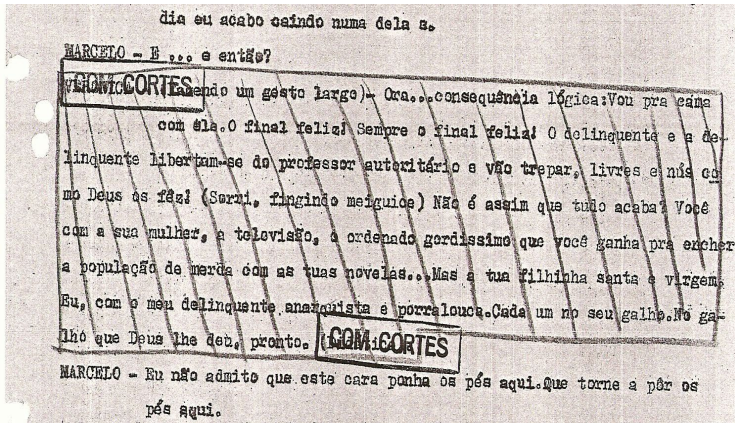 dia eu acabo caindo numa dela s.
MARCELO - E ... e então?
COM CORTES
fazendo um gesto largo)- Ora...consequência lógica:Vou pra cama
com êla.O final feliz! Sempre o final feliz! O delinquente e a de-
linquente libertam-se do professor autoritário e vão trepar, livres e nús co
mo Deus os fêz! (Sorri, fingindo meiguice) Não é assim que tudo acaba? Você
com a sua mulher, a televisão, o ordenado gordissimo que você ganha pra encher
a população de merda com as tuas novelas...Mas a tua filhinha santa e virgem,
Eu, com o meu delinquente anarquista e porralouca.Cada um no seu galho.No ga-
lho que Deus lhe deu, pronto.
COM CORTES
MARCELO - Eu não admito que este cara ponha os pés aqui.Que torne a pôr os
pés aqui.